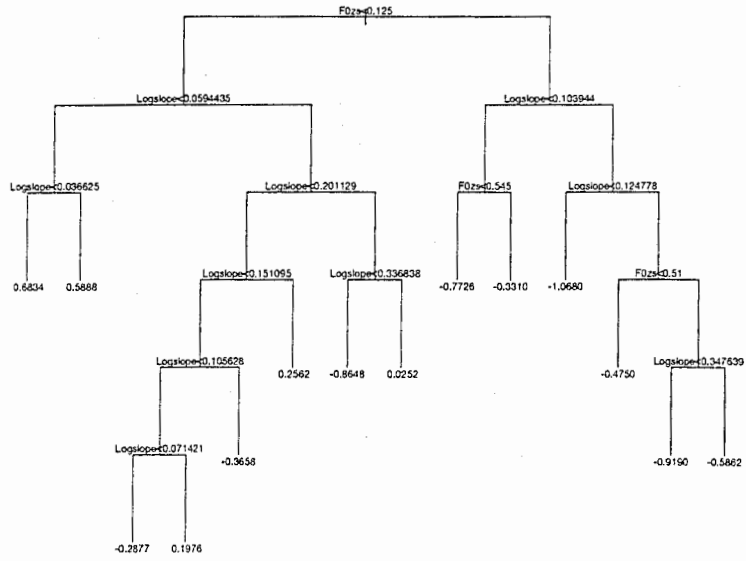 F0zs<0.125
Logslope<0.0594435
Logslope<0.103944
Logslope<0.036625
Logslope<0.201129
F0zs<0.545
Logslope<0.124778
0.6834
0.5888
Logslope<0.151095
Logslope<0.336838
-0.7726
-0.3310
-1.0680
F0zs<0.51
Logslope<0.105628
0.2562
-0.8648
0.0252
-0.4750
Logslope<0.347639
Logslope<0.071421
-0.3658
-0.9190
-0.5862
-0.2877
0.1976